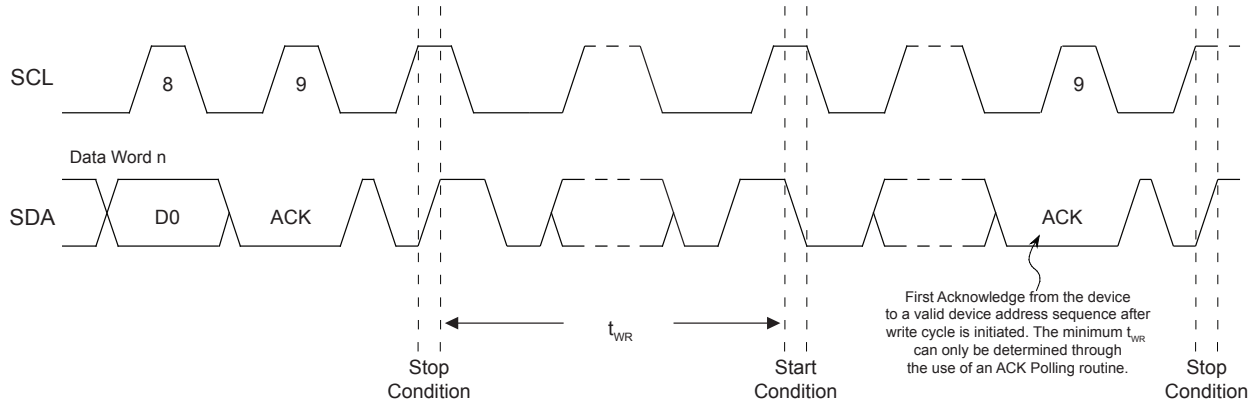 SCL
8
9
9
Data Word n
SDA
D0
ACK
ACK
First Acknowledge from the device
to a valid device address sequence after
write cycle is initiated. The minimum tWR
can only be determined through
the use of an ACK Polling routine.
tWR
Stop
Condition
Start
Condition
Stop
Condition